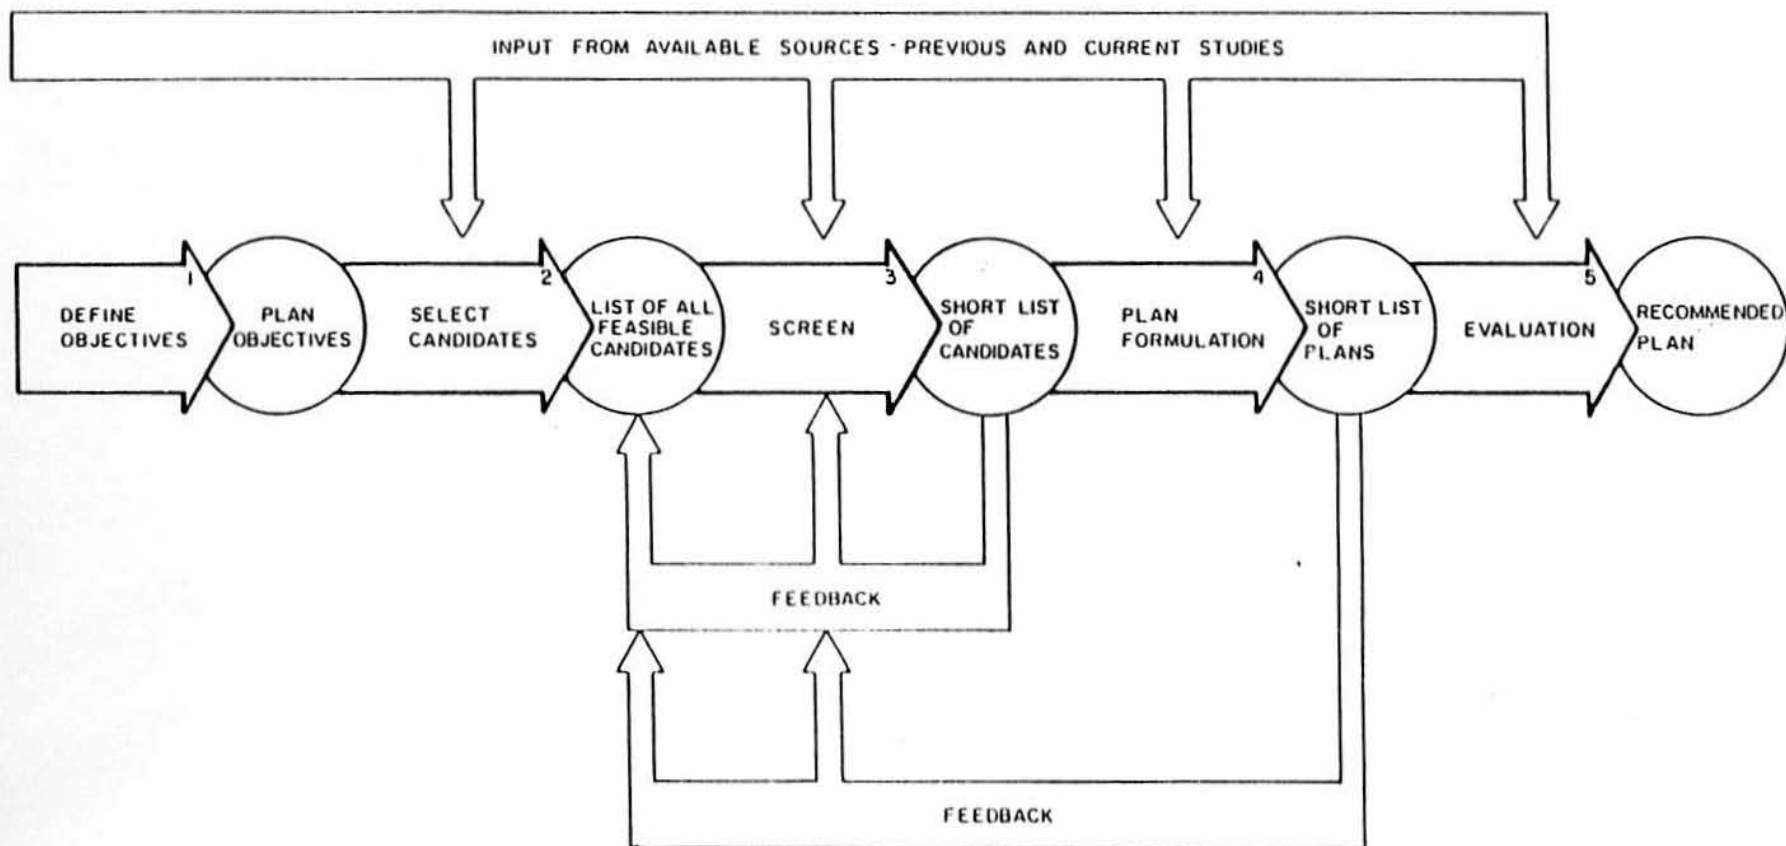 INPUT FROM AVAILABLE SOURCES - PREVIOUS AND CURRENT STUDIES
1
DEFINE
OBJECTIVES
PLAN
OBJECTIVES
2
SELECT
CANDIDATES
LIST OF ALL
FEASIBLE
CANDIDATES
3
SCREEN
SHORT LIST
OF
CANDIDATES
4
PLAN
FORMULATION
SHORT LIST
OF
PLANS
5
EVALUATION
RECOMMENDED
PLAN
FEEDBACK
FEEDBACK